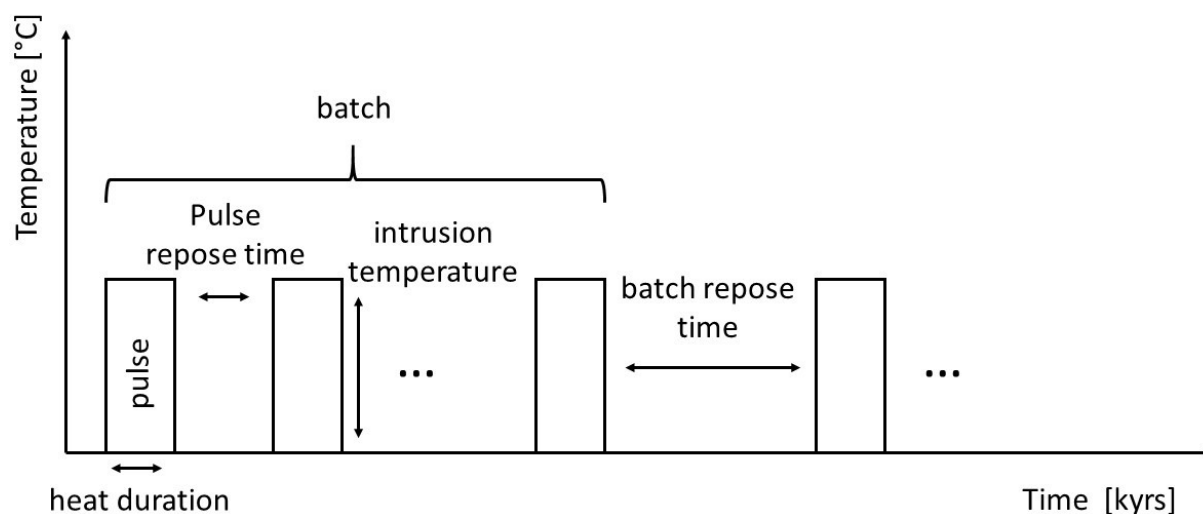 Temperature [°C]
batch
Pulse
repose time
intrusion
temperature
batch repose
time
pulse
...
...
heat duration
Time [kyrs]